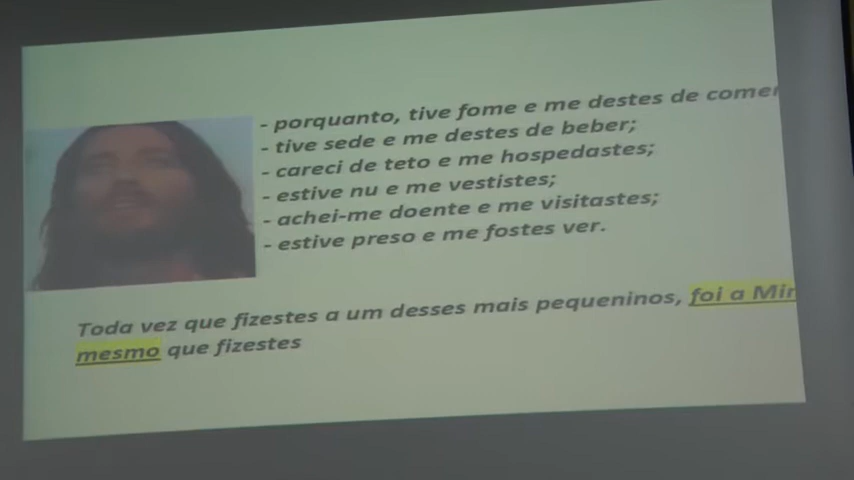 - porquanto, tive fome e me destes de comer
- tive sede e me destes de beber;
- careci de teto e me hospedastes;
- estive nu e me vestistes;
- achei-me doente e me visitastes;
- estive preso e me fostes ver.
Toda vez que fizestes a um desses mais pequeninos, foi a Mim
mesmo que fizestes